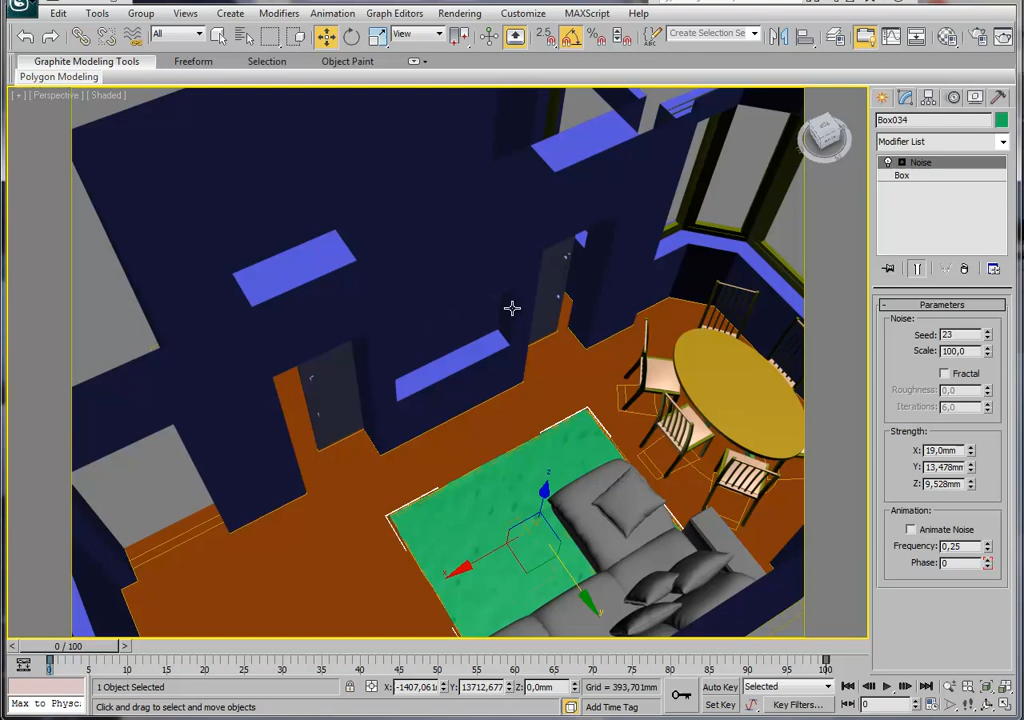 Edit Tools Group Views Create Modifiers Animation Graph Editors Rendering Customize MAXScript Help
All View 2.5 Create Selection Se
Graphite Modeling Tools Freeform Selection Object Paint
Polygon Modeling
[ + ] [ Perspective ] [ Shaded ]
Box034
Modifier List
Noise
Box
- Parameters
Noise:
Seed: 23
Scale: 100,0
Fractal
Roughness: 0,0
Iterations: 6,0
Strength:
X: 19,0mm
Y: 13,478mm
Z: 9,528mm
Animation:
Animate Noise
Frequency: 0,25
Phase: 0
z
x
y
< 0 / 100 >
0 5 10 15 20 25 30 35 40 45 50 55 60 65 70 75 80 85 90 95 100
1 Object Selected X: -1407,061 Y: 13712,677 Z: 0,0mm Grid = 393,701mm Auto Key Selected
Max to Physc: Click and drag to select and move objects Add Time Tag Set Key Key Filters... 0